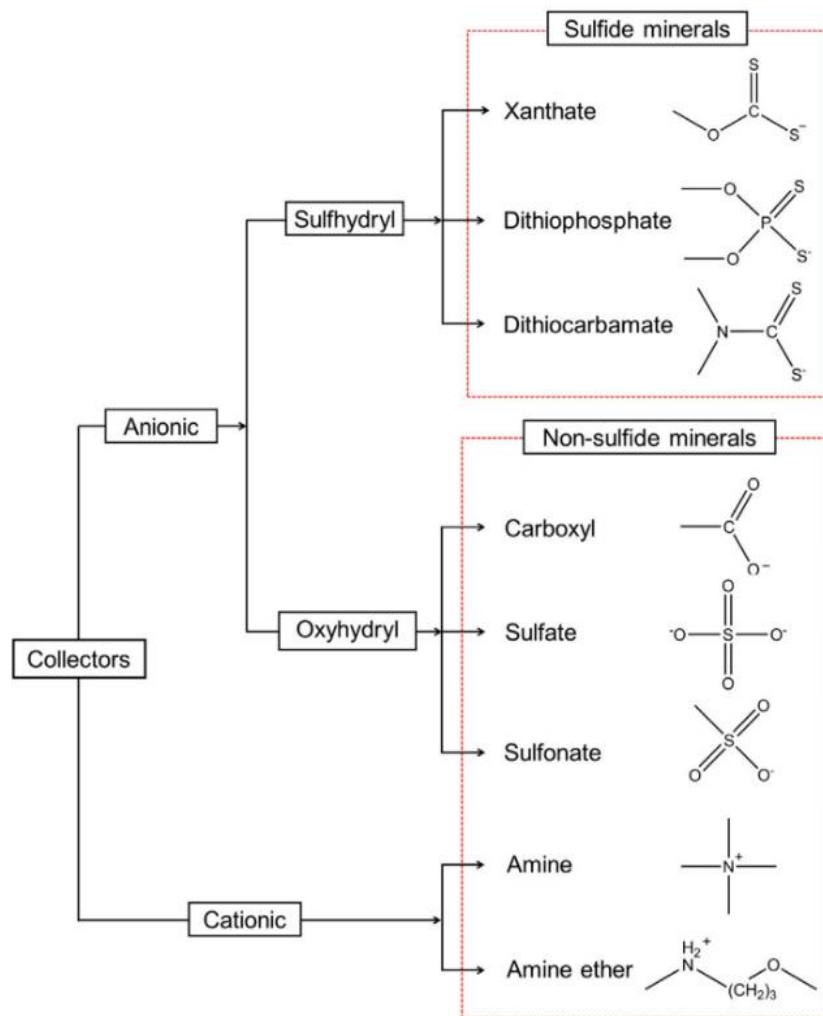 Sulfide minerals
Xanthate
S
C
O
S⁻
Sulfhydryl
Dithiophosphate
O
S
P
O
S⁻
Dithiocarbamate
S
N
C
S⁻
Anionic
Non-sulfide minerals
Carboxyl
O
C
O⁻
Oxyhydryl
Sulfate
O
⁻O
S
O⁻
O
Collectors
Sulfonate
O
S
O
O⁻
Amine
N⁺
Cationic
Amine ether
H₂⁺
N
O
(CH₂)₃